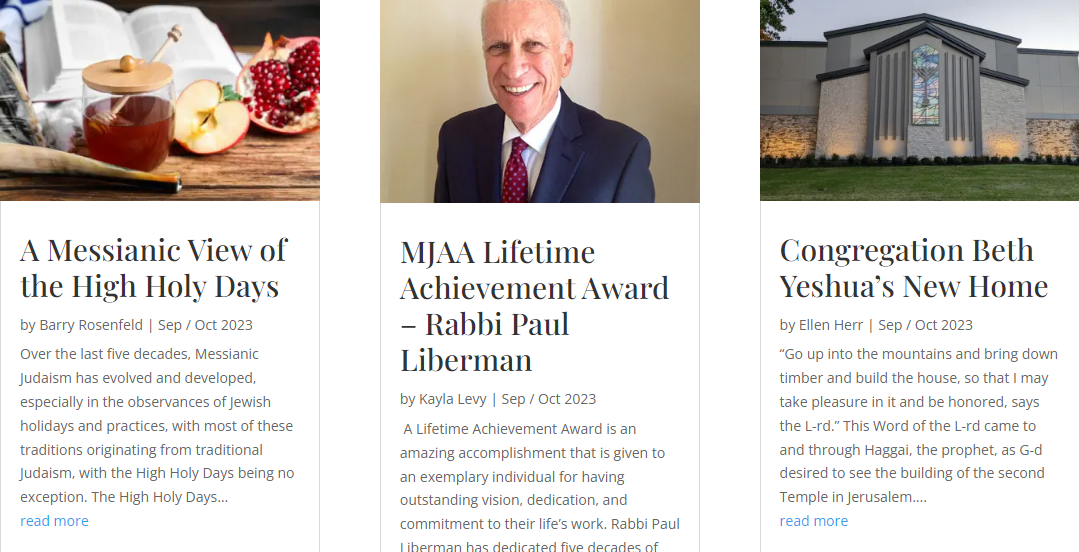 A Messianic View of
the High Holy Days
by Barry Rosenfeld | Sep / Oct 2023
Over the last five decades, Messianic
Judaism has evolved and developed,
especially in the observances of Jewish
holidays and practices, with most of these
traditions originating from traditional
Judaism, with the High Holy Days being no
exception. The High Holy Days...
read more
MJAA Lifetime
Achievement Award
– Rabbi Paul
Liberman
by Kayla Levy | Sep / Oct 2023
A Lifetime Achievement Award is an
amazing accomplishment that is given to
an exemplary individual for having
outstanding vision, dedication, and
commitment to their life’s work. Rabbi Paul
Liberman has dedicated five decades of
Congregation Beth
Yeshua’s New Home
by Ellen Herr | Sep / Oct 2023
“Go up into the mountains and bring down
timber and build the house, so that I may
take pleasure in it and be honored, says
the L-rd.” This Word of the L-rd came to
and through Haggai, the prophet, as G-d
desired to see the building of the second
Temple in Jerusalem....
read more